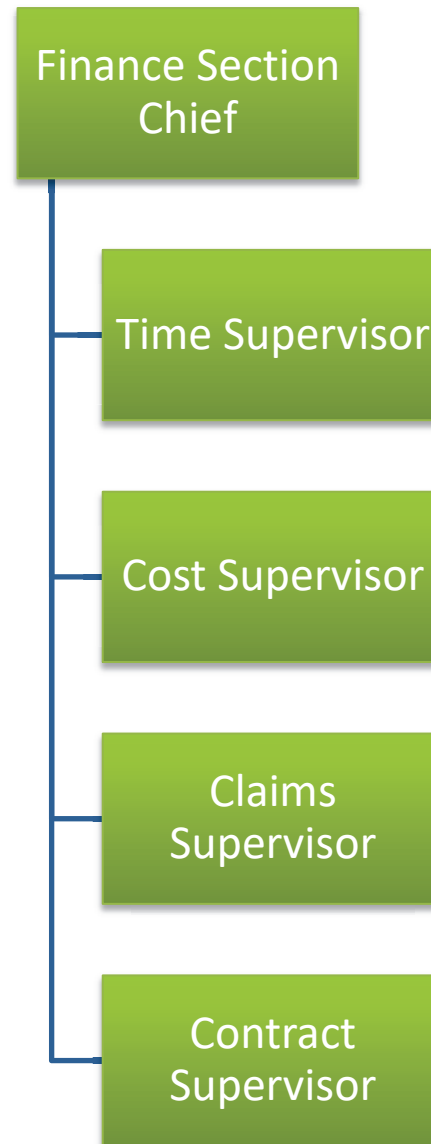 Finance Section
Chief
Time Supervisor
Cost Supervisor
Claims
Supervisor
Contract
Supervisor